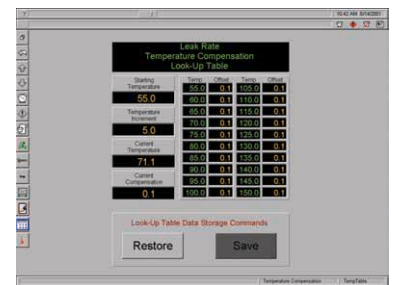 10:42 AM 8/14/2001
Leak Rate
Temperature Compensation
Look-Up Table
Starting
Temperature
55.0
Temperature
Increment
5.0
Current
Temperature
71.1
Current
Compensation
0.1
Temp Offset Temp Offset
55.0 0.1 105.0 0.1
60.0 0.1 110.0 0.1
65.0 0.1 115.0 0.1
70.0 0.1 120.0 0.1
75.0 0.1 125.0 0.1
80.0 0.1 130.0 0.1
85.0 0.1 135.0 0.1
90.0 0.1 140.0 0.1
95.0 0.1 145.0 0.1
100.0 0.1 150.0 0.1
Look-Up Table Data Storage Commands
Restore Save
Temperature Compensation TempTable